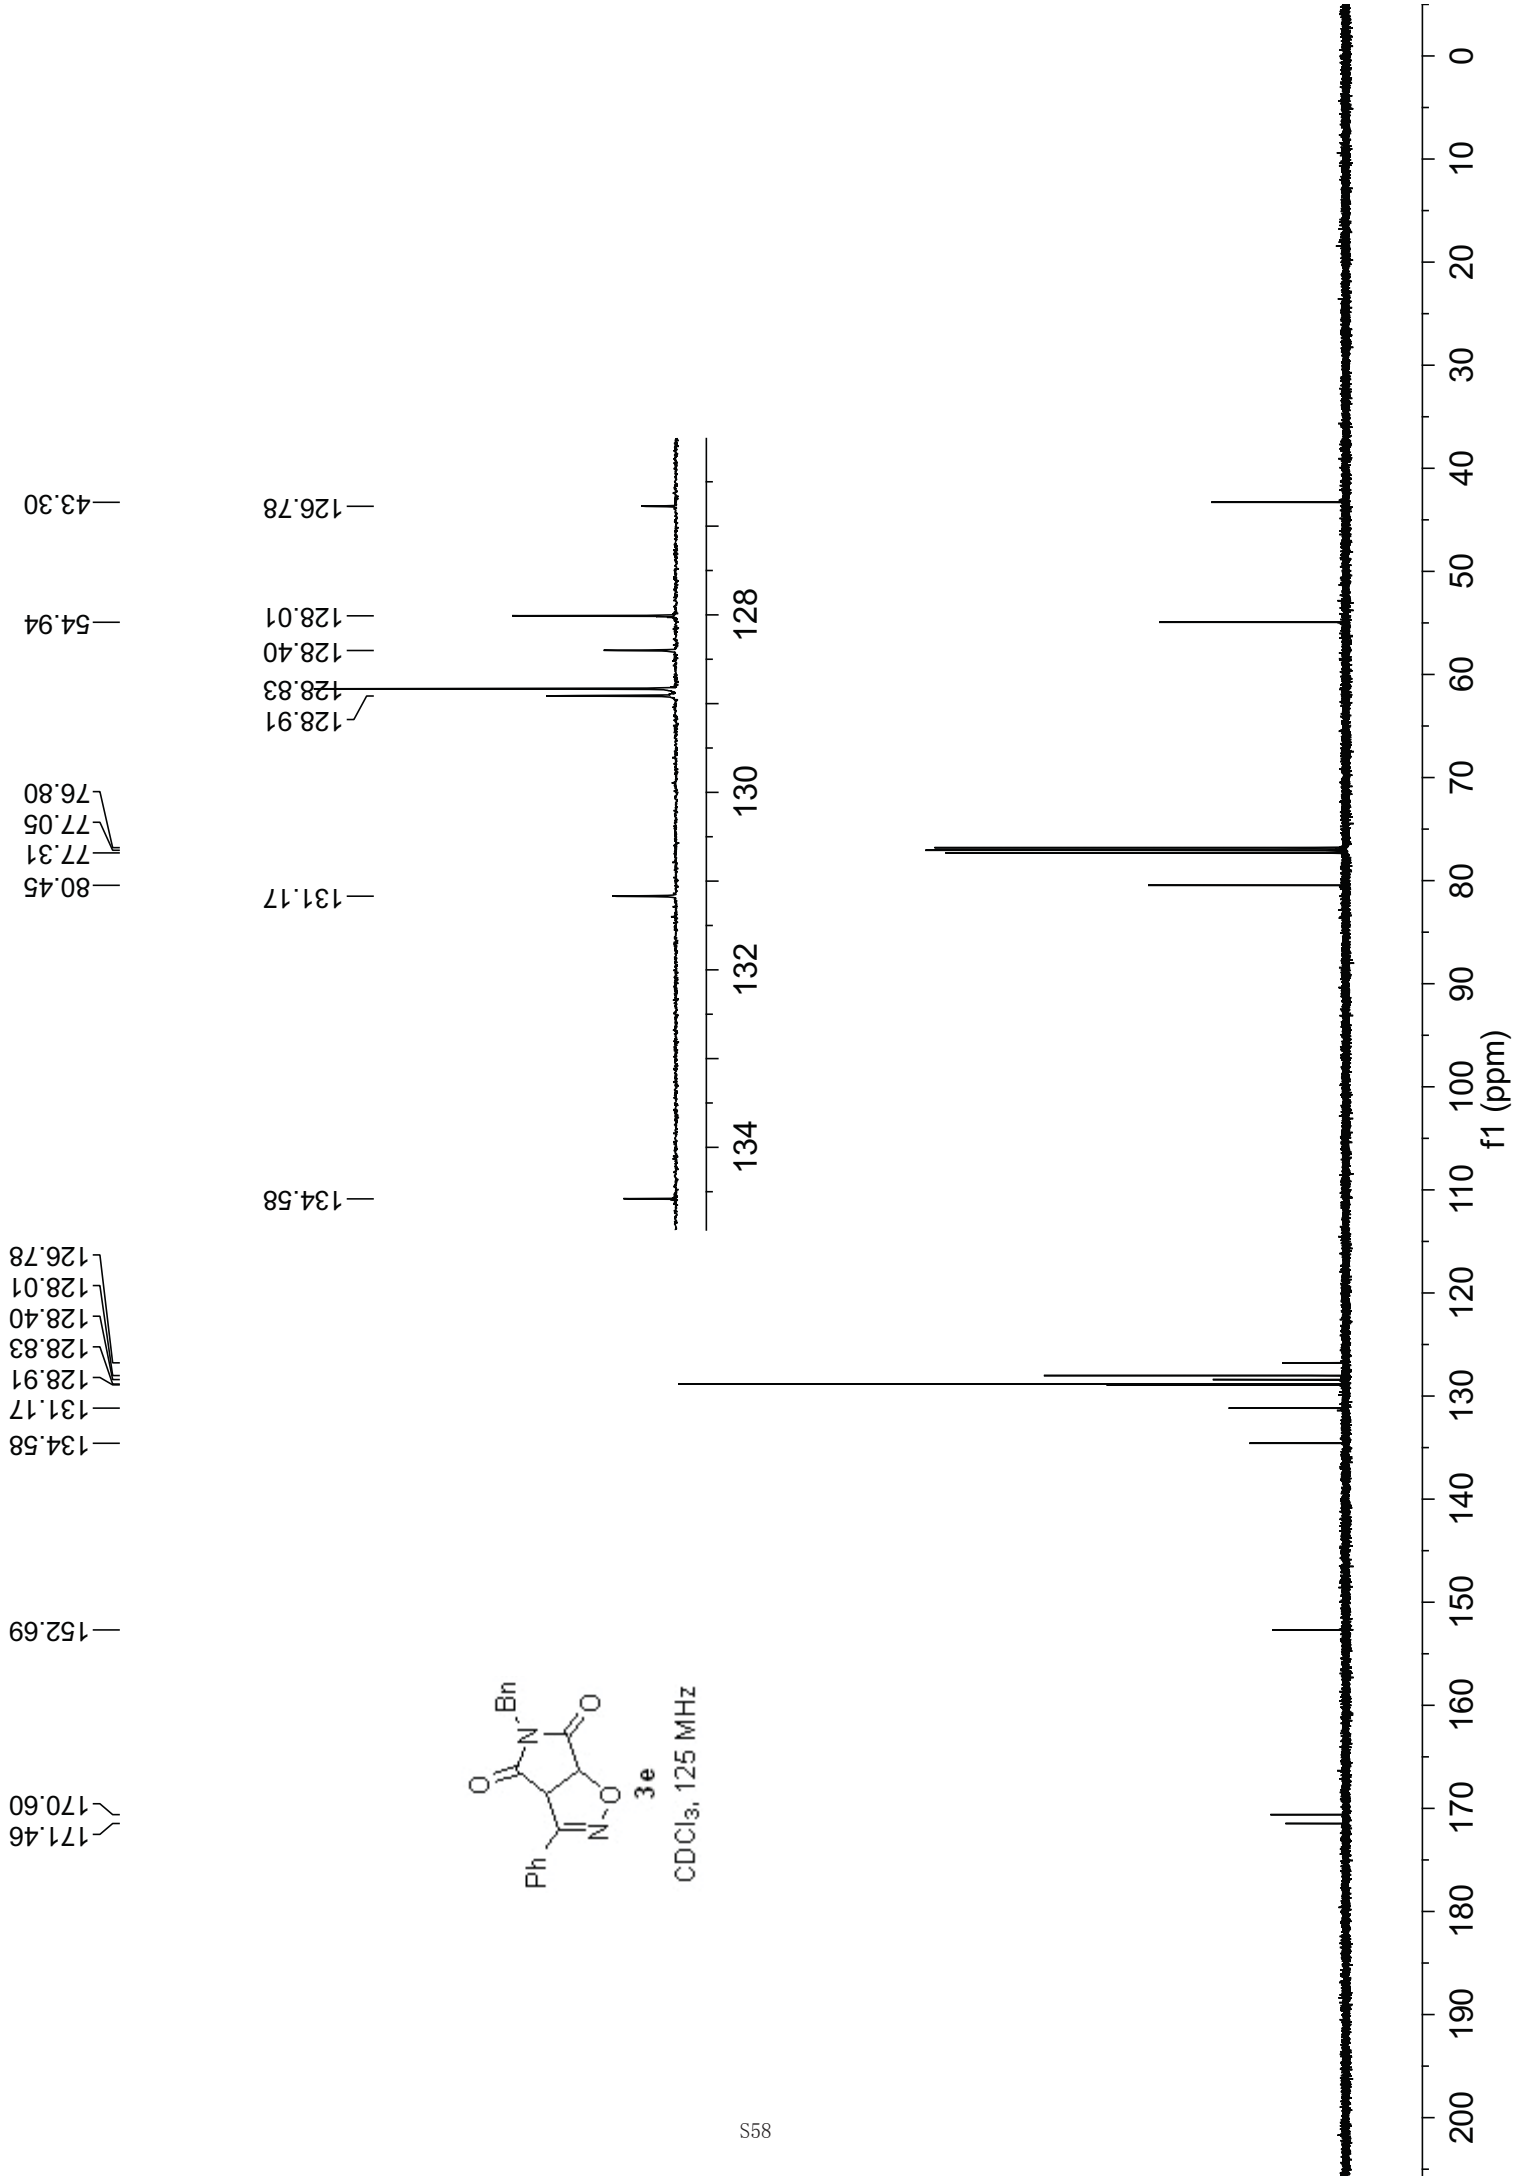 171.46
170.60
152.69
134.58
131.17
128.91
128.83
128.40
128.01
126.78
80.45
77.31
77.05
76.80
54.94
43.30
134.58
131.17
128.91
128.83
128.40
128.01
126.78
134 132 130 128
O
Ph
N Bn
N
O
O
3e
CDCl₃, 125 MHz
200 190 180 170 160 150 140 130 120 110 100 90 80 70 60 50 40 30 20 10 0
f1 (ppm)
S58